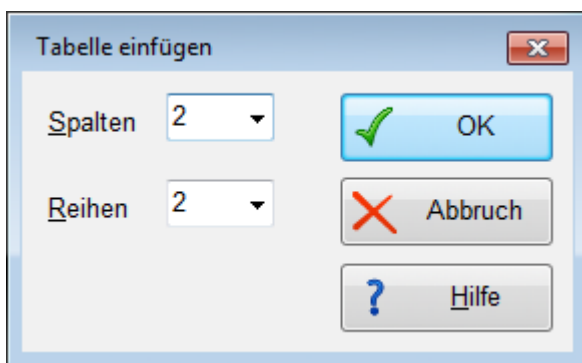 Tabelle einfügen
Spalten 2
OK
Reihen 2
Abbruch
Hilfe